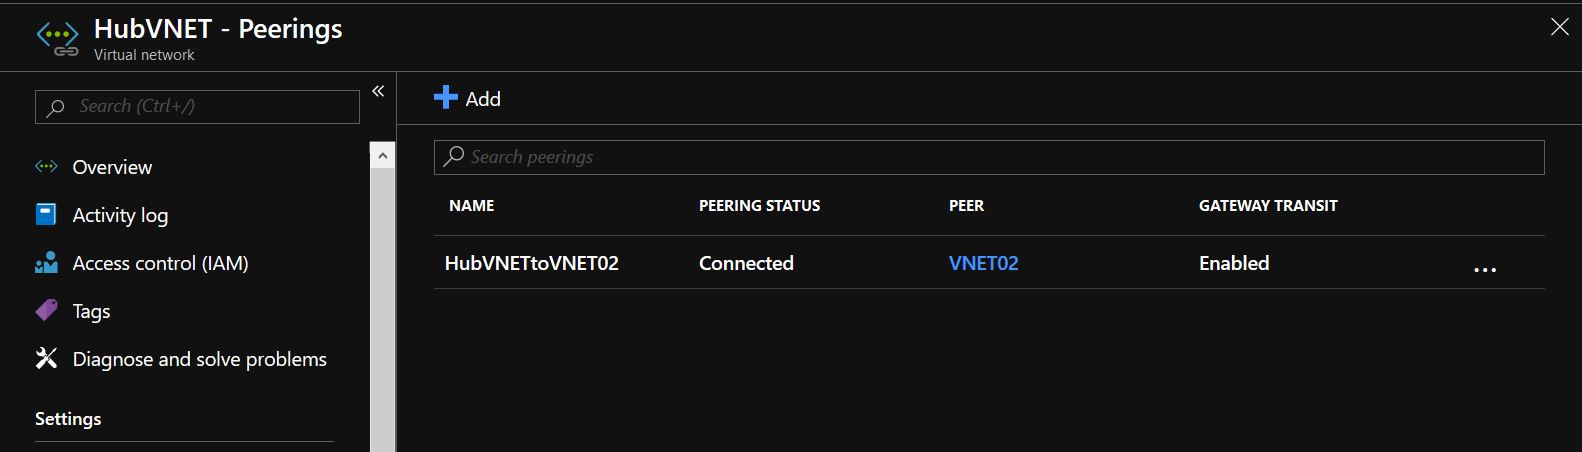 HubVNET - Peerings
Virtual network
Search (Ctrl+/)
Overview
Activity log
Access control (IAM)
Tags
Diagnose and solve problems
Settings
Add
Search peerings
NAME PEERING STATUS PEER GATEWAY TRANSIT
HubVNETtoVNET02 Connected VNET02 Enabled ...